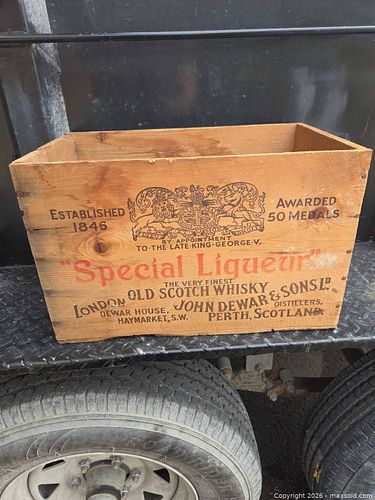 ESTABLISHED
1846
AWARDED
50 MEDALS
BY APPOINTMENT
TO·THE LATE·KING·GEORGE·V.
"Special Liqueur"
THE VERY FINEST
OLD SCOTCH WHISKY
LONDON JOHN DEWAR & SONS LD
DEWAR HOUSE, DISTILLERS,
HAYMARKET, S.W. PERTH, SCOTLAND.
Copyright 2026 - maxsold.com